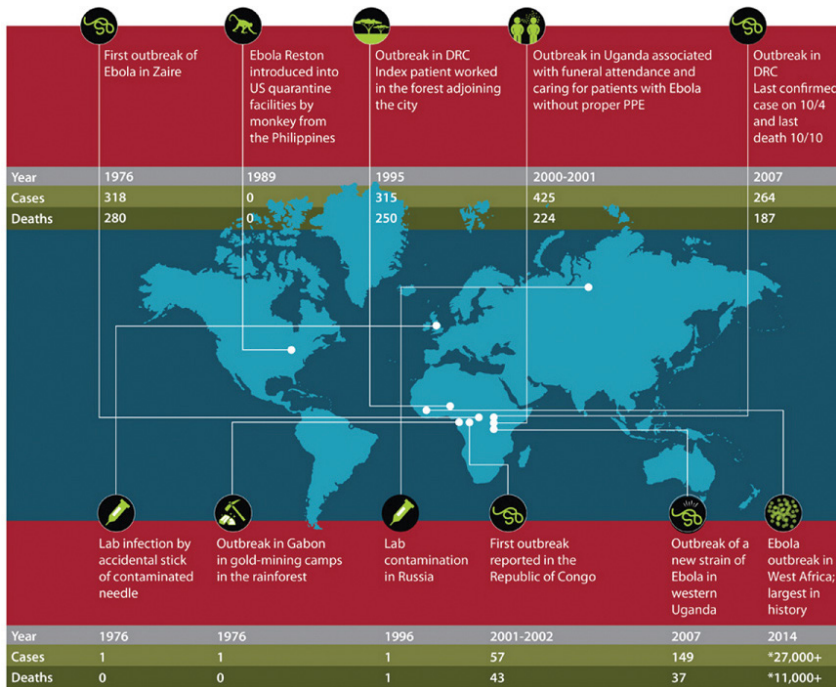 First outbreak of
Ebola in Zaire
Ebola Reston
introduced into
US quarantine
facilities by
monkey from
the Philippines
Outbreak in DRC
Index patient worked
in the forest adjoining
the city
Outbreak in Uganda associated
with funeral attendance and
caring for patients with Ebola
without proper PPE
Outbreak in
DRC
Last confirmed
case on 10/4
and last
death 10/10
Year 1976 1989 1995 2000-2001 2007
Cases 318 0 315 425 264
Deaths 280 0 250 224 187
Lab infection by
accidental stick
of contaminated
needle
Outbreak in Gabon
in gold-mining camps
in the rainforest
Lab
contamination
in Russia
First outbreak
reported in the
Republic of Congo
Outbreak of a
new strain of
Ebola in
western
Uganda
Ebola
outbreak in
West Africa;
largest in
history
Year 1976 1976 1996 2001-2002 2007 2014
Cases 1 1 1 57 149 *27,000+
Deaths 0 0 1 43 37 *11,000+